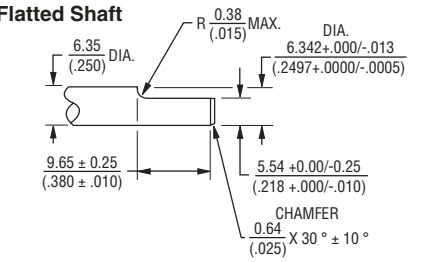 Flatted Shaft
R 0.38 MAX.
(.015)
6.35 DIA.
(.250)
DIA.
6.342+.000/-.013
(.2497+.0000/-.0005)
9.65 ± 0.25
(.380 ± .010)
5.54 +0.00/-0.25
(.218 +.000/-.010)
CHAMFER
0.64 X 30 ° ± 10 °
(.025)